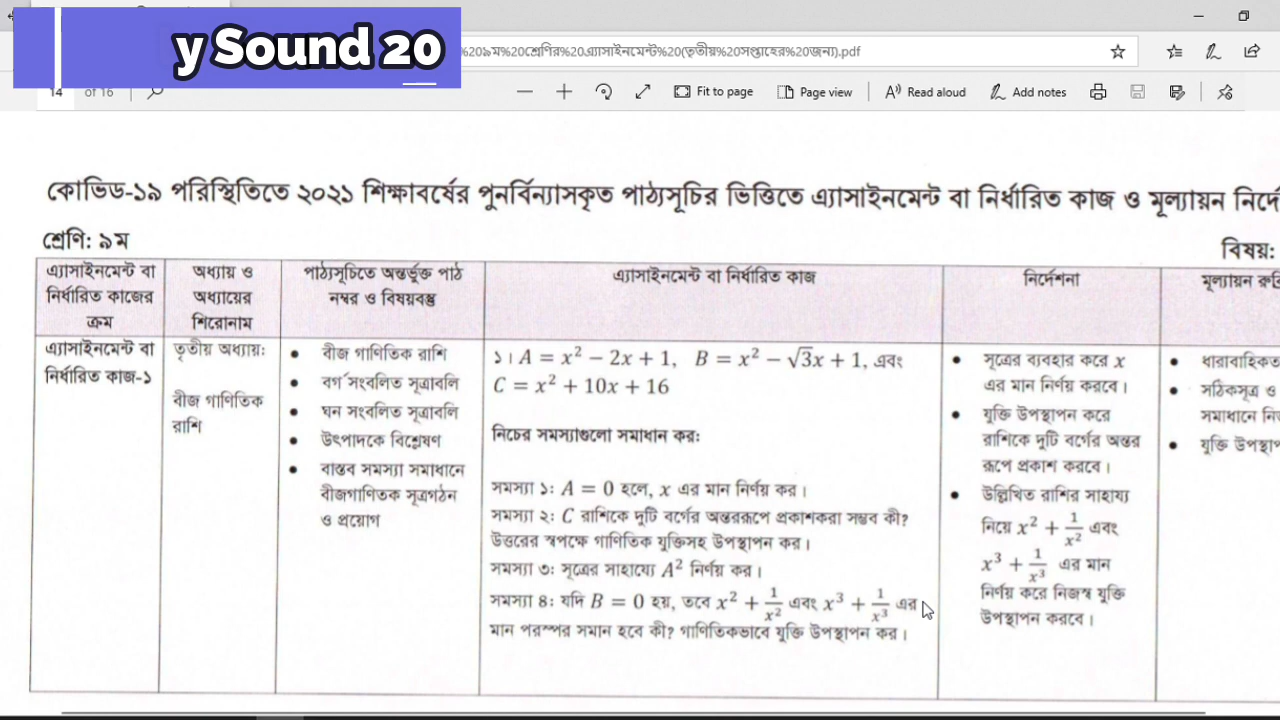 y Sound 20
%20৯ম%20শ্রেণির%20এ্যাসাইনমেন্ট%20(তৃতীয়%20সপ্তাহের%20জন্য).pdf
14 of 16 Fit to page Page view Read aloud Add notes
কোভিড-১৯ পরিস্থিতিতে ২০২১ শিক্ষাবর্ষের পুনর্বিন্যাসকৃত পাঠ্যসূচির ভিত্তিতে এ্যাসাইনমেন্ট বা নির্ধারিত কাজ ও মূল্যায়ন নির্দে
শ্রেণি: ৯ম
বিষয়:
এ্যাসাইনমেন্ট বা
নির্ধারিত কাজের
ক্রম
অধ্যায় ও
অধ্যায়ের
শিরোনাম
পাঠ্যসূচিতে অন্তর্ভুক্ত পাঠ
নম্বর ও বিষয়বস্তু
এ্যাসাইনমেন্ট বা নির্ধারিত কাজ
নির্দেশনা
মূল্যায়ন রুব্রি
এ্যাসাইনমেন্ট বা
নির্ধারিত কাজ-১
তৃতীয় অধ্যায়:
বীজ গাণিতিক
রাশি
• বীজ গাণিতিক রাশি
• বর্গ সংবলিত সূত্রাবলি
• ঘন সংবলিত সূত্রাবলি
• উৎপাদকে বিশ্লেষণ
• বাস্তব সমস্যা সমাধানে
বীজগাণিতিক সূত্রগঠন
ও প্রয়োগ
১। A = x² − 2x + 1, B = x² − √3x + 1, এবং
C = x² + 10x + 16
নিচের সমস্যাগুলো সমাধান কর:
সমস্যা ১: A = 0 হলে, x এর মান নির্ণয় কর।
সমস্যা ২: C রাশিকে দুটি বর্গের অন্তররূপে প্রকাশকরা সম্ভব কী?
উত্তরের স্বপক্ষে গাণিতিক যুক্তিসহ উপস্থাপন কর।
সমস্যা ৩: সূত্রের সাহায্যে A² নির্ণয় কর।
সমস্যা ৪: যদি B = 0 হয়, তবে x² + 1/x² এবং x³ + 1/x³ এর
মান পরস্পর সমান হবে কী? গাণিতিকভাবে যুক্তি উপস্থাপন কর।
• সূত্রের ব্যবহার করে x
এর মান নির্ণয় করবে।
• যুক্তি উপস্থাপন করে
রাশিকে দুটি বর্গের অন্তর
রূপে প্রকাশ করবে।
• উল্লিখিত রাশির সাহায্য
নিয়ে x² + 1/x² এবং
x³ + 1/x³ এর মান
নির্ণয় করে নিজস্ব যুক্তি
উপস্থাপন করবে।
• ধারাবাহিকত
• সঠিকসূত্র ও
সমাধানে নি
• যুক্তি উপস্থাপ